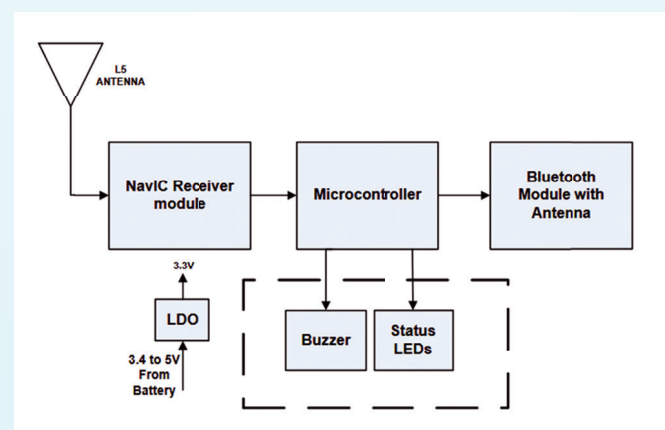 L5
ANTENNA
NavIC Receiver
module
Microcontroller
Bluetooth
Module with
Antenna
3.3V
LDO
3.4 to 5V
From
Battery
Buzzer
Status
LEDs